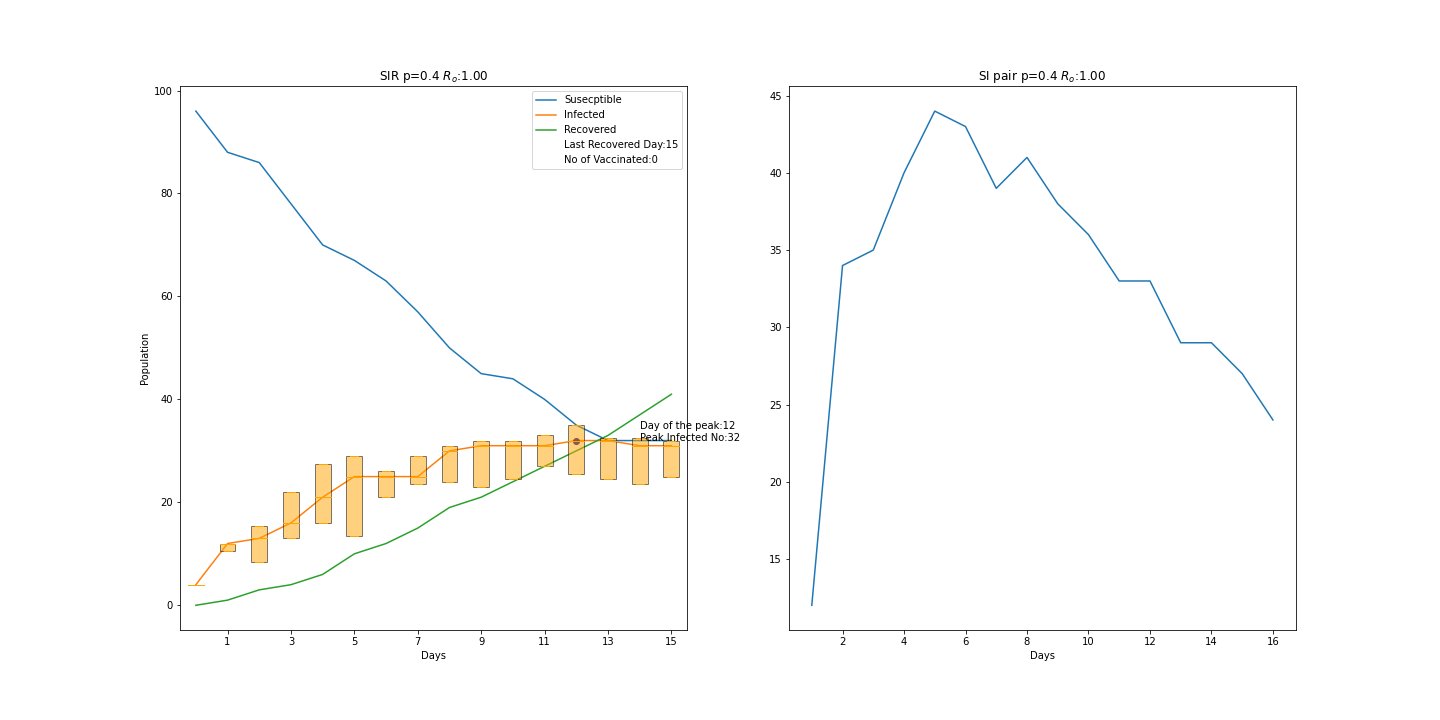 SIR p=0.4 Rₒ:1.00
100
80
60
40
20
0
Population
Susecptible
Infected
Recovered
Last Recovered Day:15
No of Vaccinated:0
Day of the peak:12
Peak Infected No:32
1 3 5 7 9 11 13 15
Days
SI pair p=0.4 Rₒ:1.00
45
40
35
30
25
20
15
2 4 6 8 10 12 14 16
Days